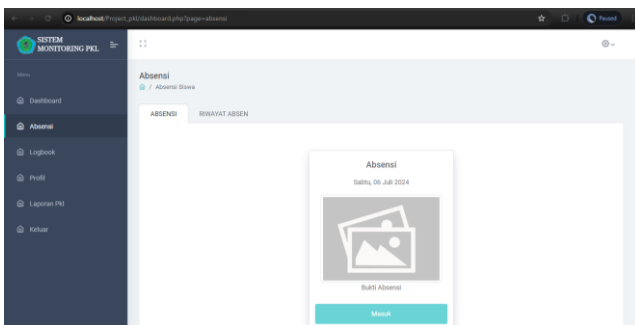 localhost/Project_pkl/dashboard.php?page=absensi
Paused
SISTEM
MONITORING PKL
Menu
Absensi
/ Absensi Siswa
Dashboard
ABSENSI RIWAYAT ABSEN
Absensi
Logbook
Absensi
Profil
Sabtu, 06 Juli 2024
Laporan Pkl
Keluar
Bukti Absensi
Masuk